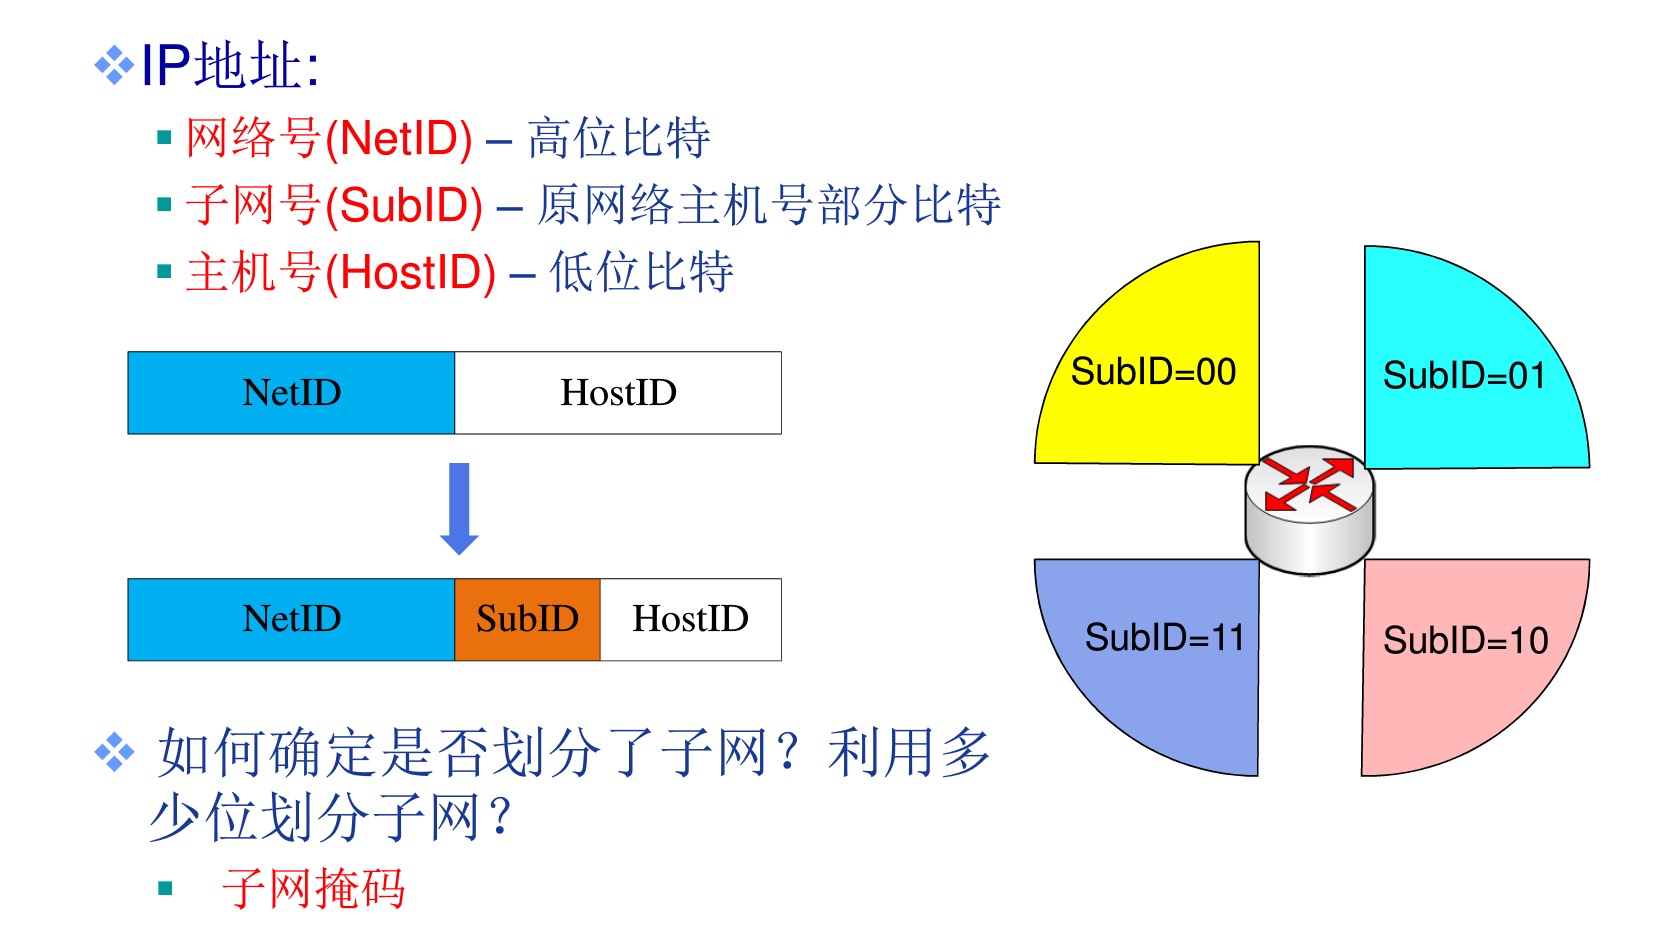 IP地址:
网络号(NetID) – 高位比特
子网号(SubID) – 原网络主机号部分比特
主机号(HostID) – 低位比特
NetID HostID
NetID SubID HostID
SubID=00 SubID=01
SubID=11 SubID=10
如何确定是否划分了子网？利用多
少位划分子网？
子网掩码